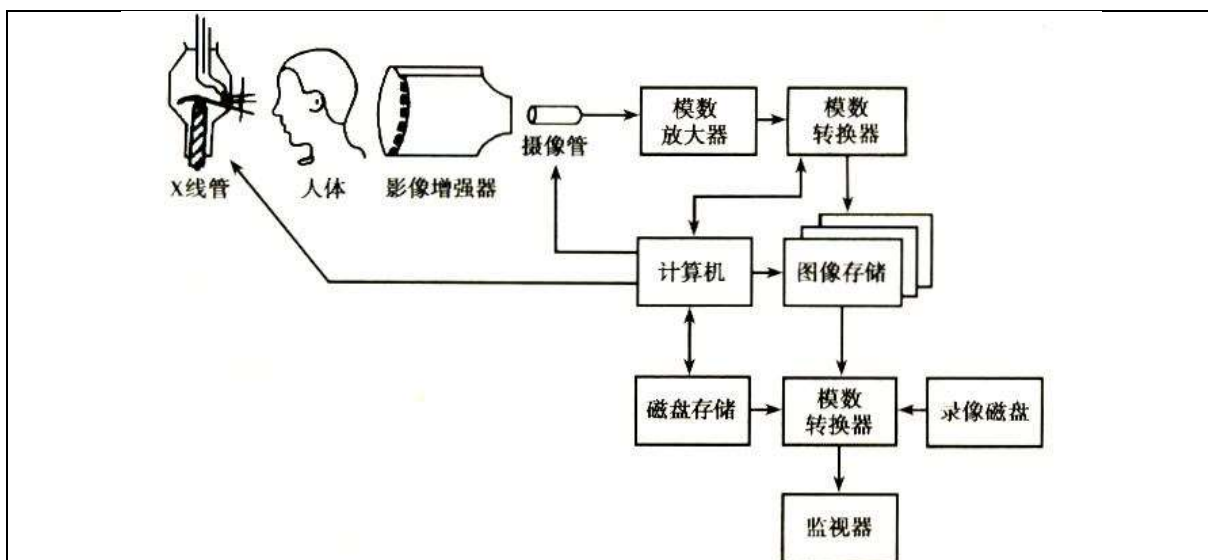 模数
放大器
模数
转换器
摄像管
X线管
人体
影像增强器
计算机
图像存储
磁盘存储
模数
转换器
录像磁盘
监视器